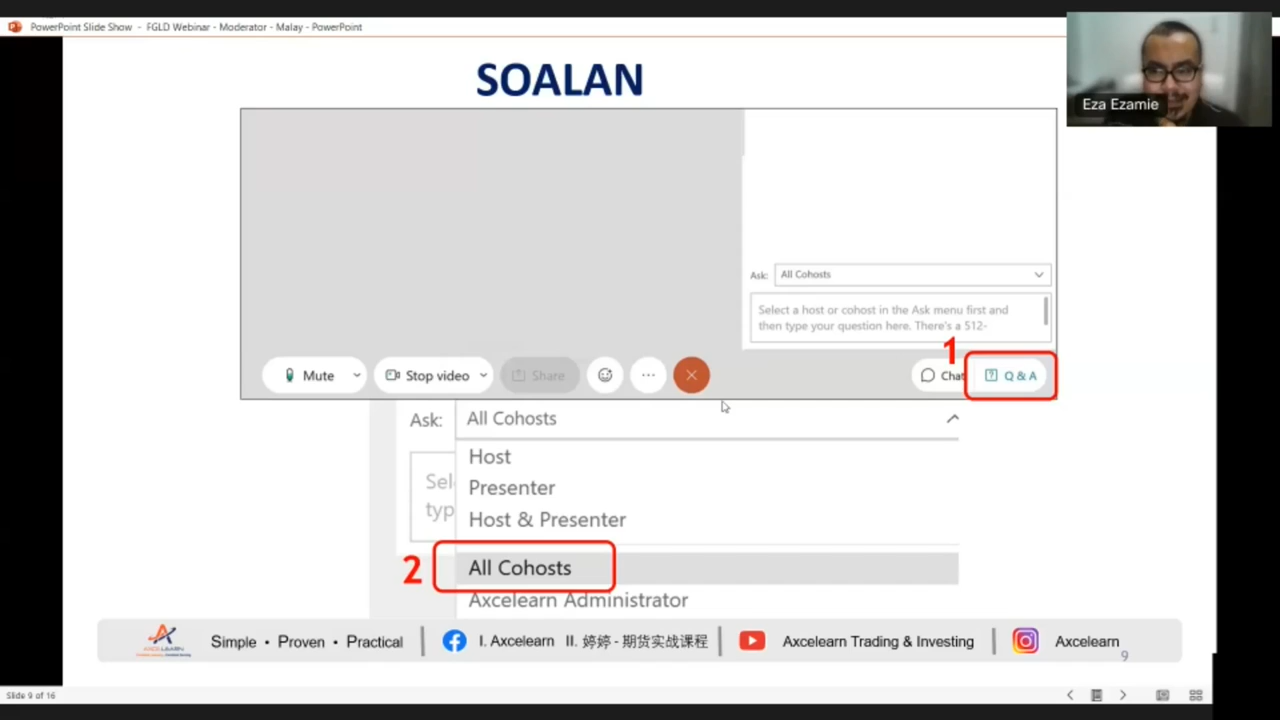 PowerPoint Slide Show - FGLD Webinar - Moderator - Malay - PowerPoint
SOALAN
Eza Ezamie
Ask: All Cohosts
Select a host or cohost in the Ask menu first and
then type your question here. There's a 512-
1
Mute
Stop video
Share
Chat
Q & A
Ask: All Cohosts
Sel
typ
Host
Presenter
Host & Presenter
2
All Cohosts
Axcelearn Administrator
AXCELEARN
Simple • Proven • Practical
I. Axcelearn II. 婷婷 - 期货实战课程
Axcelearn Trading & Investing
Axcelearn
9
Slide 9 of 16